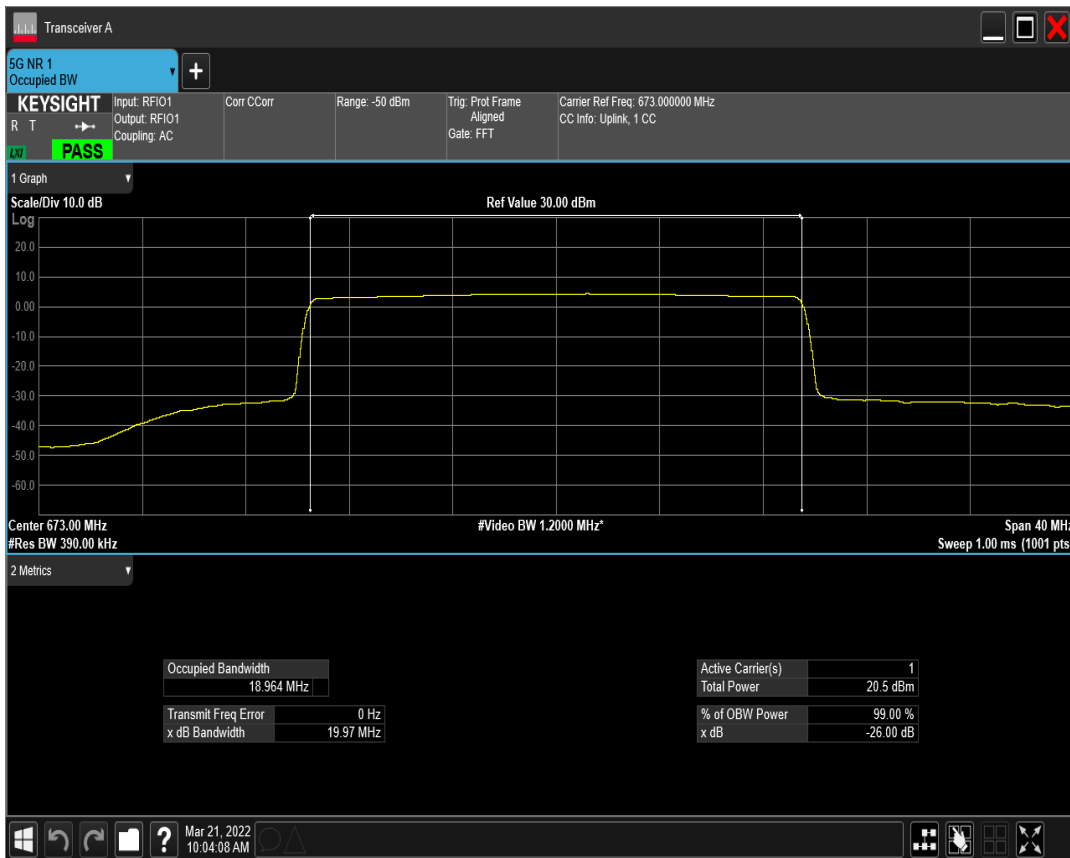 Transceiver A
5G NR 1
Occupied BW
KEYSIGHT
R T
LXI
PASS
Input: RFIO1
Output: RFIO1
Coupling: AC
Corr CCorr
Range: -50 dBm
Trig: Prot Frame
Aligned
Gate: FFT
Carrier Ref Freq: 673.000000 MHz
CC Info: Uplink, 1 CC
1 Graph
Scale/Div 10.0 dB
Ref Value 30.00 dBm
Log
20.0
10.0
0.00
-10.0
-20.0
-30.0
-40.0
-50.0
-60.0
Center 673.00 MHz
#Video BW 1.2000 MHz*
Span 40 MHz
#Res BW 390.00 kHz
Sweep 1.00 ms (1001 pts
2 Metrics
Occupied Bandwidth
18.964 MHz
Transmit Freq Error 0 Hz
x dB Bandwidth 19.97 MHz
Active Carrier(s) 1
Total Power 20.5 dBm
% of OBW Power 99.00 %
x dB -26.00 dB
?
Mar 21, 2022
10:04:08 AM